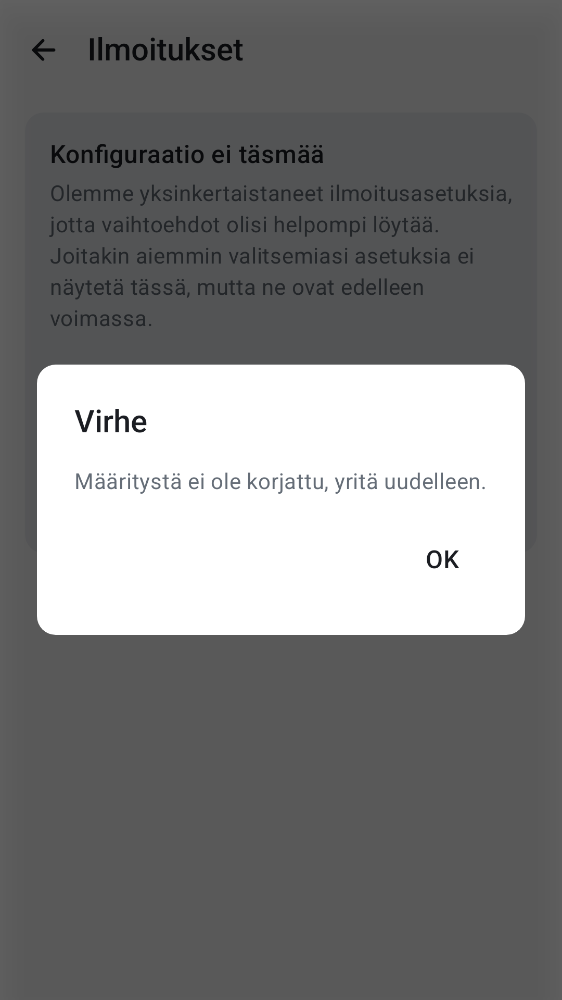 Ilmoitukset
Konfiguraatio ei täsmää
Olemme yksinkertaistaneet ilmoitusasetuksia,
jotta vaihtoehdot olisi helpompi löytää.
Joitakin aiemmin valitsemiasi asetuksia ei
näytetä tässä, mutta ne ovat edelleen
voimassa.
Virhe
Määritystä ei ole korjattu, yritä uudelleen.
OK